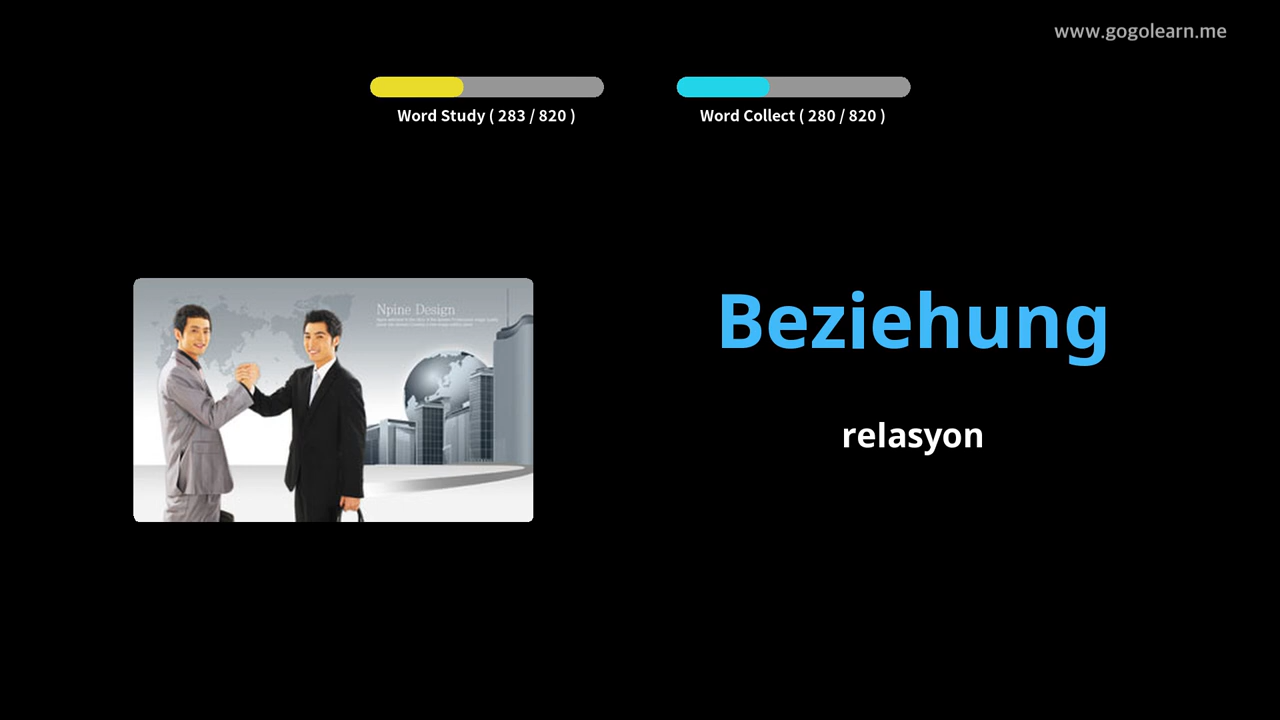 www.gogolearn.me
Word Study ( 283 / 820 )
Word Collect ( 280 / 820 )
Npine Design
Beziehung
relasyon